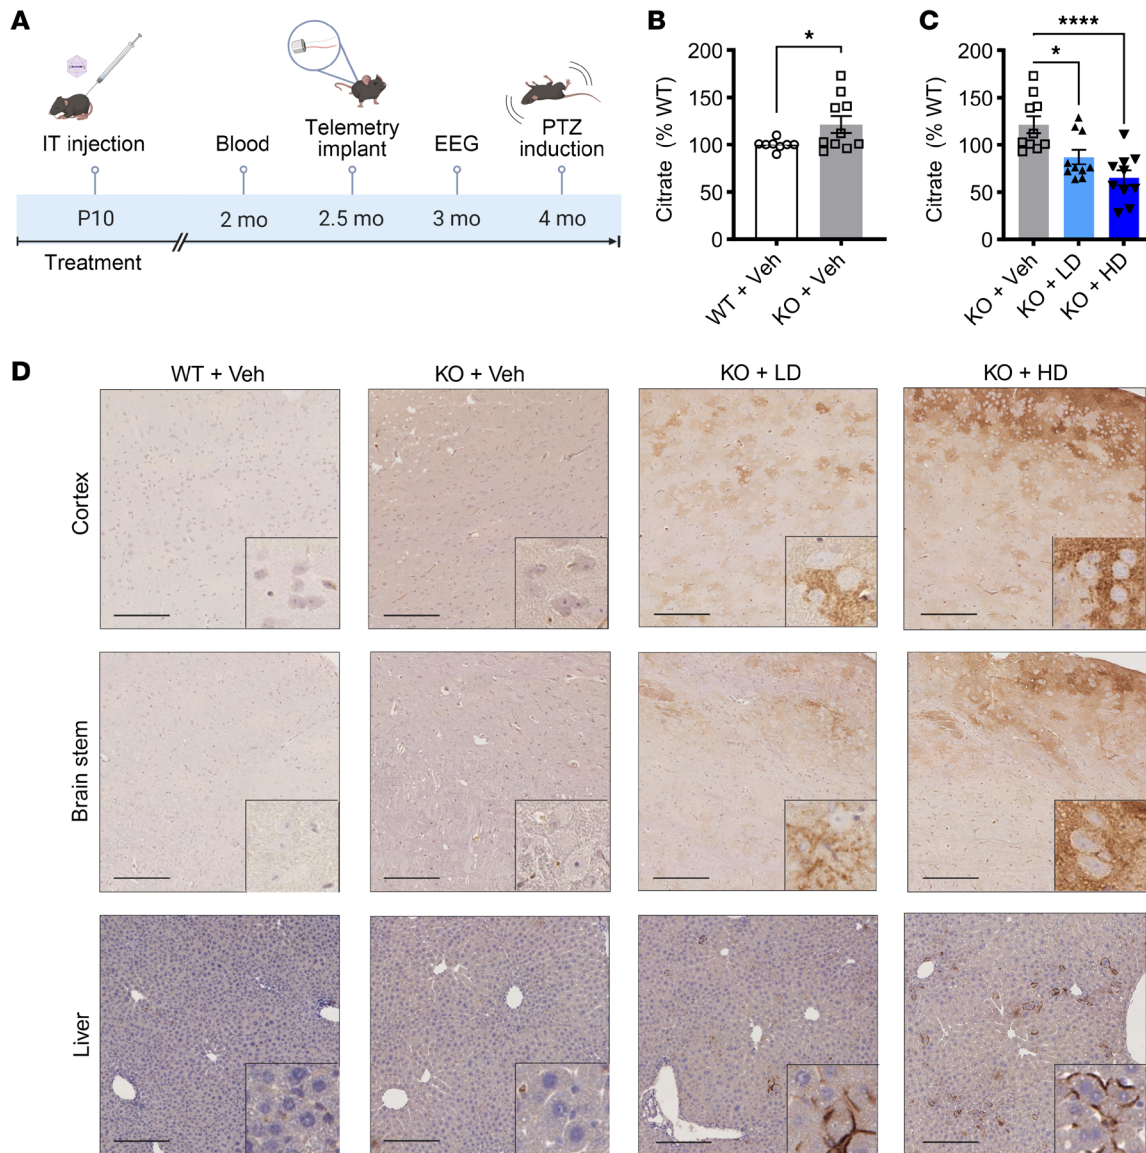 A
IT injection
Blood
Telemetry
implant
EEG
PTZ
induction
P10
2 mo
2.5 mo
3 mo
4 mo
Treatment
B
Citrate (% WT)
200
150
100
50
0
*
WT + Veh
KO + Veh
C
Citrate (% WT)
200
150
100
50
0
****
*
KO + Veh
KO + LD
KO + HD
D
WT + Veh
KO + Veh
KO + LD
KO + HD
Cortex
Brain stem
Liver